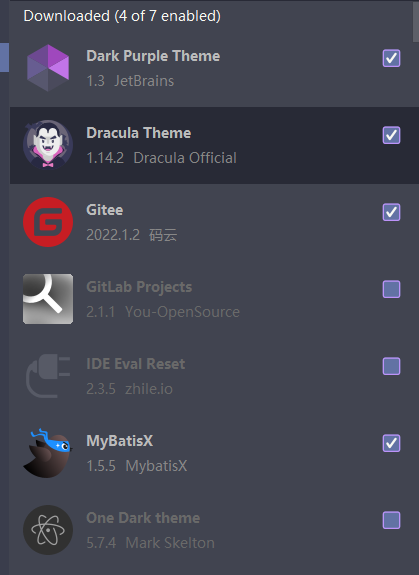 Downloaded (4 of 7 enabled)
Dark Purple Theme
1.3 JetBrains
Dracula Theme
1.14.2 Dracula Official
Gitee
2022.1.2 码云
GitLab Projects
2.1.1 You-OpenSource
IDE Eval Reset
2.3.5 zhile.io
MyBatisX
1.5.5 MybatisX
One Dark theme
5.7.4 Mark Skelton